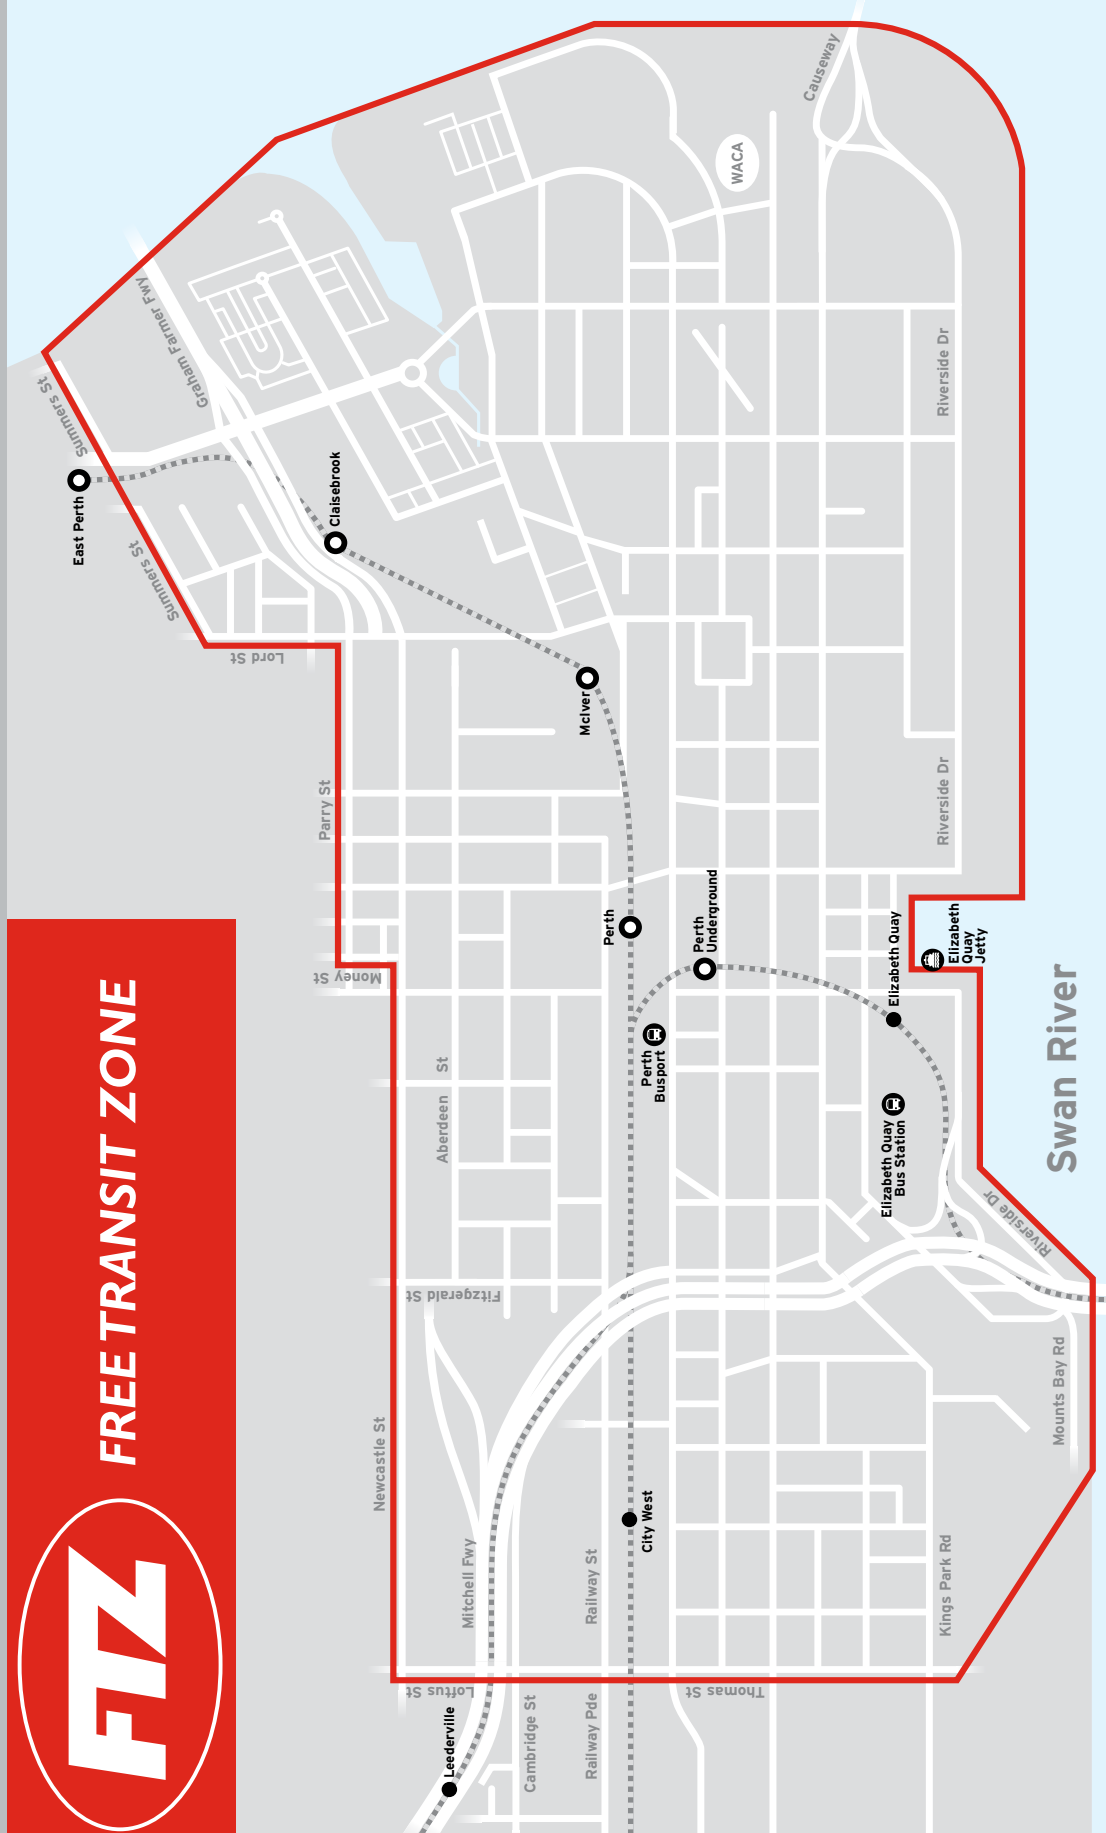 FTZ
FREE TRANSIT ZONE
East Perth
Summers St
Summers St
Graham Farmer Fwy
Claisebrook
Lord St
McIver
Parry St
Money St
Causeway
WACA
Riverside Dr
Riverside Dr
Perth
Perth
Underground
Perth
Busport
Elizabeth Quay
Elizabeth
Quay
Jetty
Elizabeth Quay
Bus Station
Swan River
Riverside Dr
Aberdeen St
Fitzgerald St
Newcastle St
Mitchell Fwy
Railway St
City West
Mounts Bay Rd
Kings Park Rd
Loftus St
Thomas St
Leederville
Cambridge St
Railway Pde